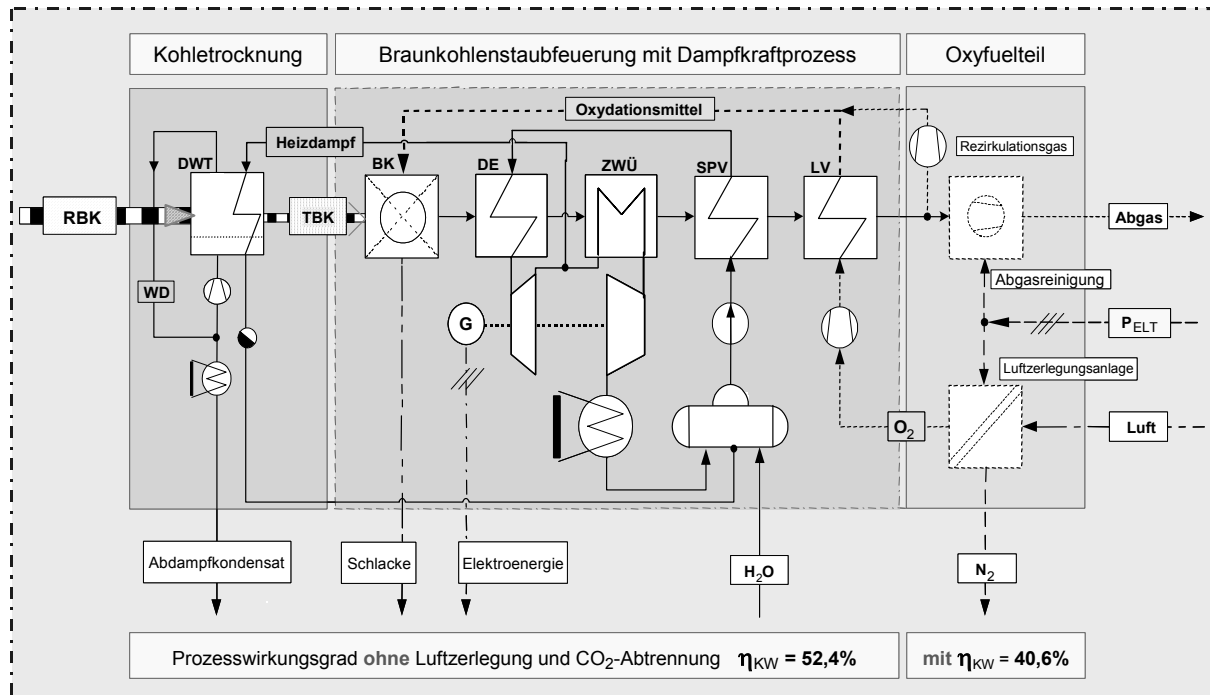 Kohletrocknung
Braunkohlenstaubfeuerung mit Dampfkraftprozess
Oxyfuelteil
Oxydationsmittel
Heizdampf
Rezirkulationsgas
DWT
BK
DE
ZWÜ
SPV
LV
RBK
TBK
Abgas
WD
Abgasreinigung
G
P_ELT
Luftzerlegungsanlage
O₂
Luft
Abdampfkondensat
Schlacke
Elektroenergie
H₂O
N₂
Prozesswirkungsgrad ohne Luftzerlegung und CO₂-Abtrennung η_KW = 52,4%
mit η_KW = 40,6%